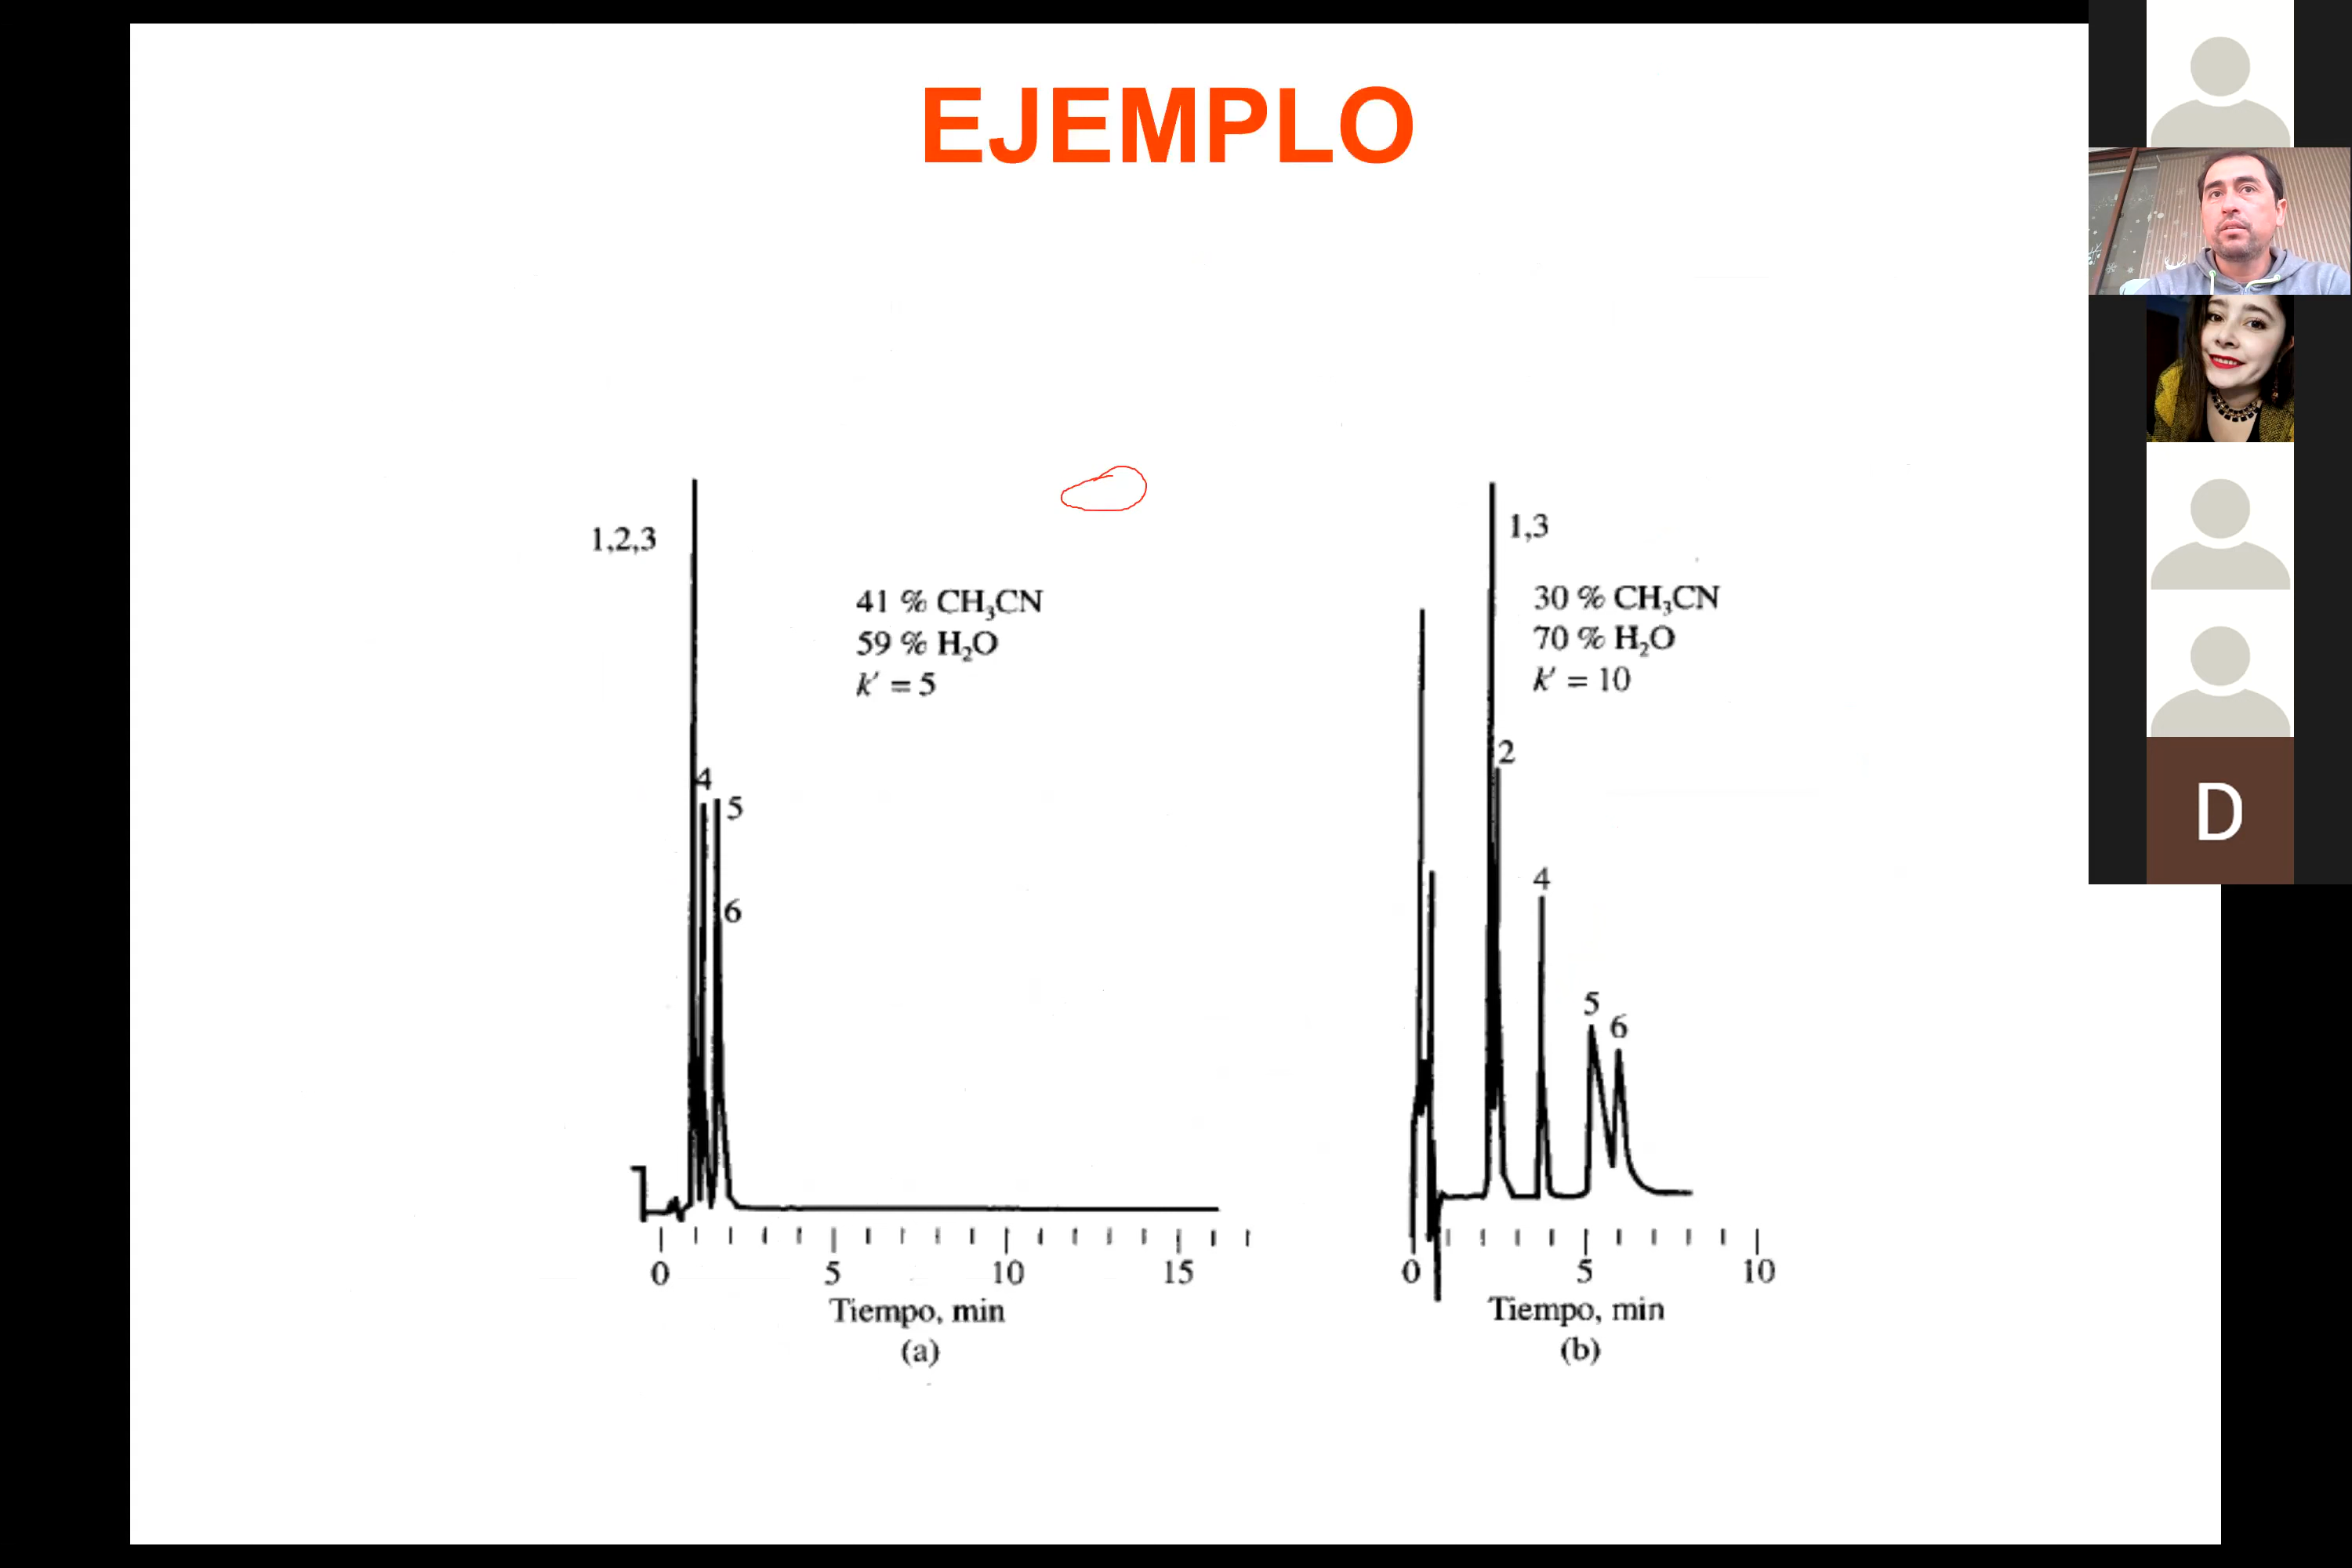 EJEMPLO
1,2,3
41 % CH₃CN
59 % H₂O
k' = 5
4
5
6
0 5 10 15
Tiempo, min
(a)
1,3
30 % CH₃CN
70 % H₂O
k' = 10
2
4
5
6
0 5 10
Tiempo, min
(b)
D